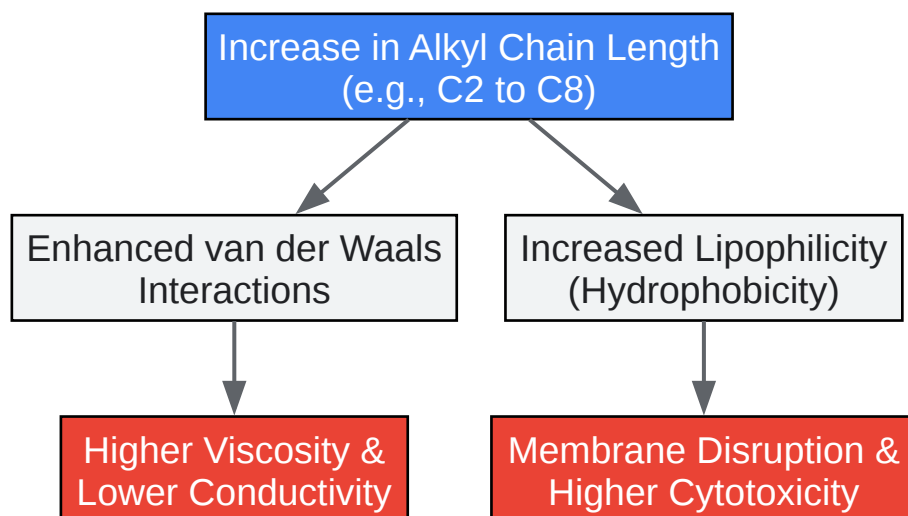 Increase in Alkyl Chain Length
(e.g., C2 to C8)
Enhanced van der Waals
Interactions
Increased Lipophilicity
(Hydrophobicity)
Higher Viscosity &
Lower Conductivity
Membrane Disruption &
Higher Cytotoxicity